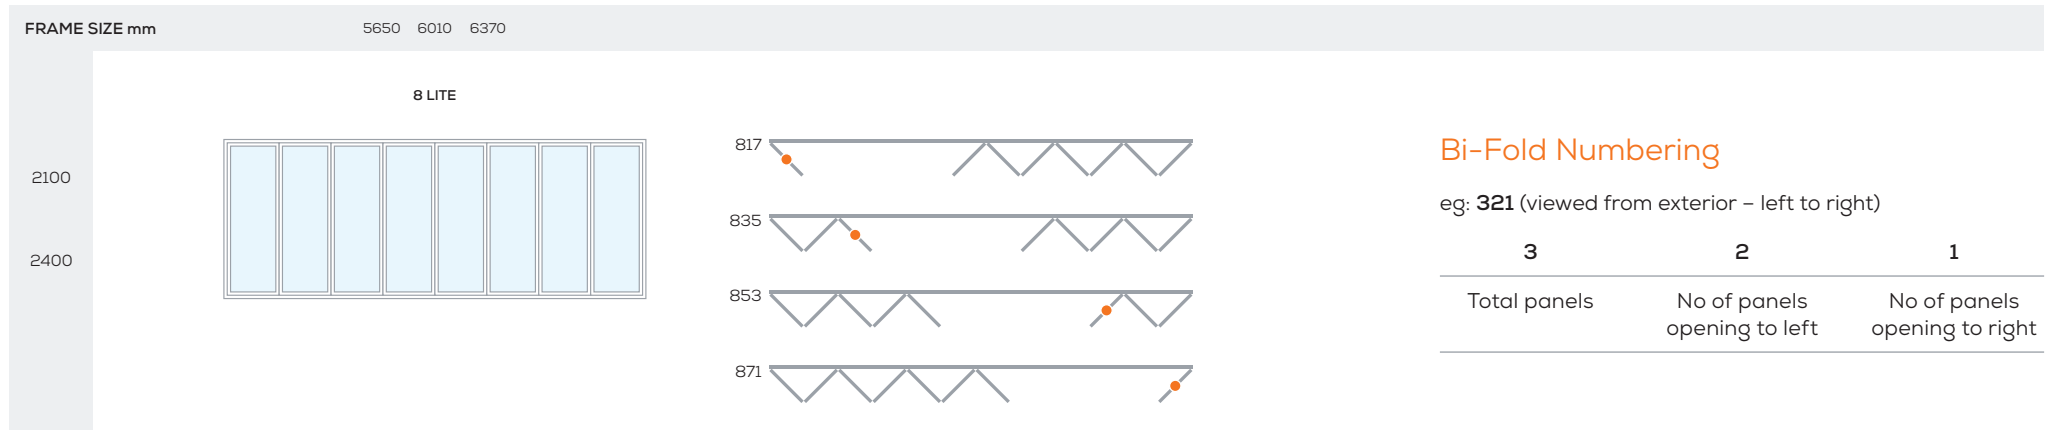 FRAME SIZE mm 5650 6010 6370
8 LITE
2100
2400
817
835
853
871
Bi-Fold Numbering
eg: 321 (viewed from exterior – left to right)
3 2 1
Total panels No of panels No of panels
opening to left opening to right